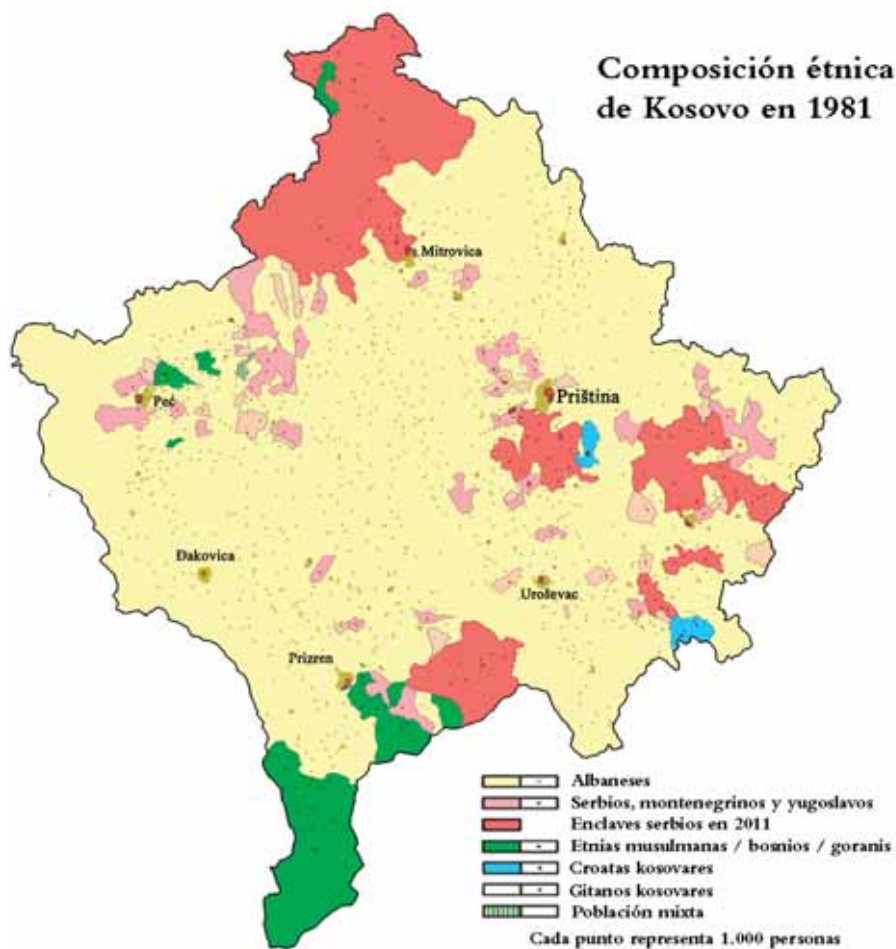 Composición étnica
de Kosovo en 1981
Mitrovica
Priština
Peć
Đakovica
Uroševac
Prizren
Albaneses
Serbios, montenegrinos y yugoslavos
Enclaves serbios en 2011
Etnias musulmanas / bosnios / goranis
Croatas kosovares
Gitanos kosovares
Población mixta
Cada punto representa 1.000 personas